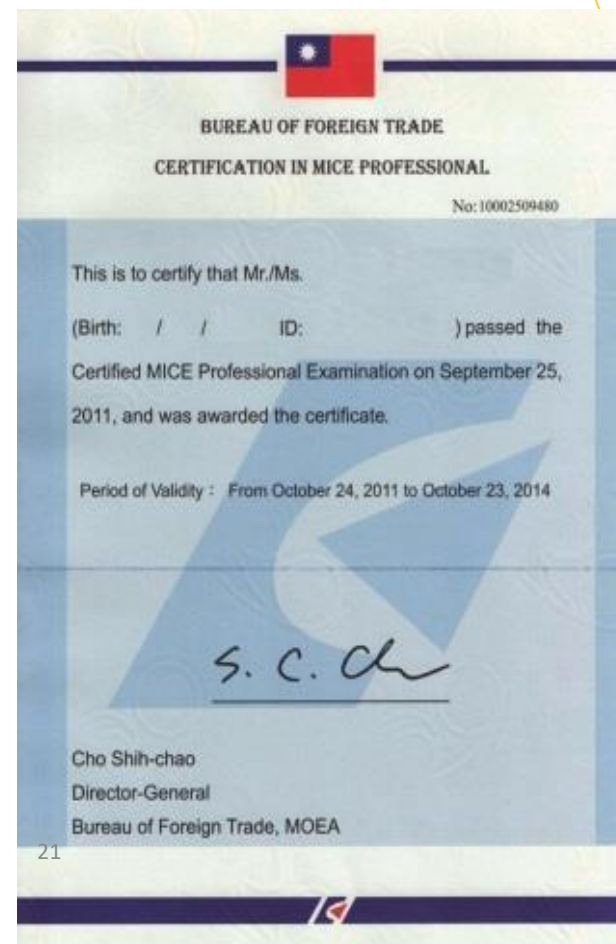 BUREAU OF FOREIGN TRADE
CERTIFICATION IN MICE PROFESSIONAL
No:10002509480
This is to certify that Mr./Ms.
(Birth: / / ID: ) passed the
Certified MICE Professional Examination on September 25,
2011, and was awarded the certificate.
Period of Validity : From October 24, 2011 to October 23, 2014
S. C. Cho
Cho Shih-chao
Director-General
Bureau of Foreign Trade, MOEA
21